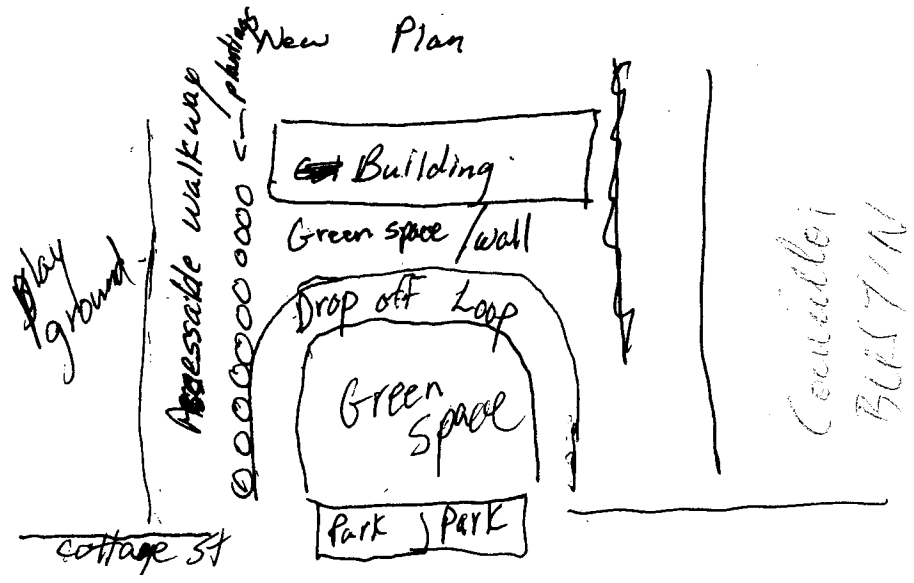 New Plan
plantings
Accessable walkway
Building
Green space / wall
play
ground
Drop off Loop
Green
Space
Park Park
cottage St